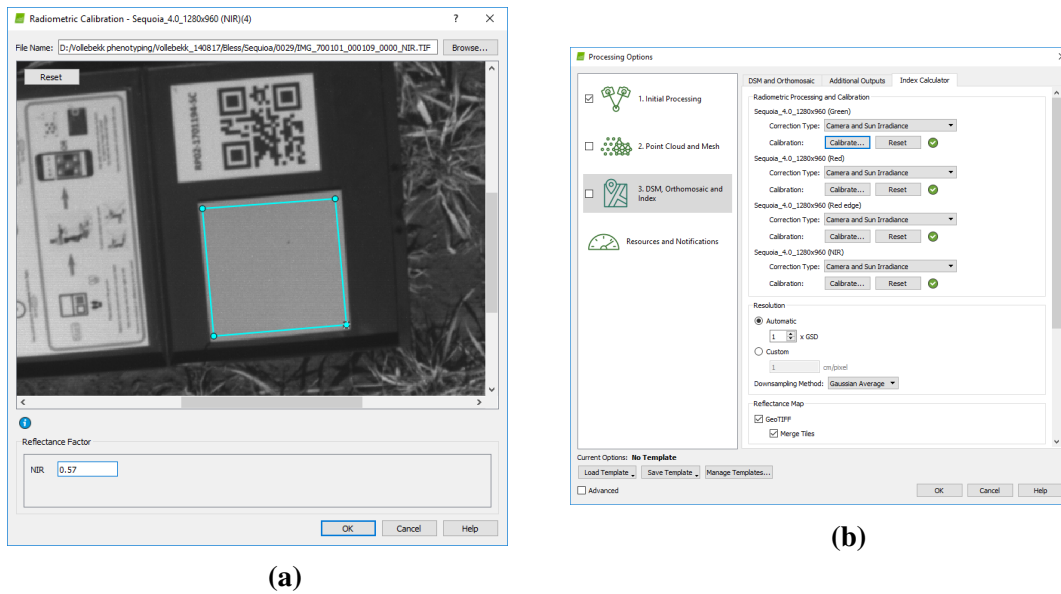 Radiometric Calibration - Sequoia_4.0_1280x960 (NIR)(4)
File Name: D:/Vollebekk phenotyping/Vollebekk_140817/Bless/Sequioa/0029/IMG_700101_000109_0000_NIR.TIF Browse...
Reset
RP02-1701194-SC
Reflectance Factor
NIR 0.57
OK Cancel Help
(a)
Processing Options
DSM and Orthomosaic Additional Outputs Index Calculator
1. Initial Processing
2. Point Cloud and Mesh
3. DSM, Orthomosaic and
Index
Resources and Notifications
Radiometric Processing and Calibration
Sequoia_4.0_1280x960 (Green)
Correction Type: Camera and Sun Irradiance
Calibration: Calibrate... Reset
Sequoia_4.0_1280x960 (Red)
Correction Type: Camera and Sun Irradiance
Calibration: Calibrate... Reset
Sequoia_4.0_1280x960 (Red edge)
Correction Type: Camera and Sun Irradiance
Calibration: Calibrate... Reset
Sequoia_4.0_1280x960 (NIR)
Correction Type: Camera and Sun Irradiance
Calibration: Calibrate... Reset
Resolution
Automatic
1 x GSD
Custom
1 cm/pixel
Downsampling Method: Gaussian Average
Reflectance Map
GeoTIFF
Merge Tiles
Current Options: No Template
Load Template Save Template Manage Templates...
Advanced
OK Cancel Help
(b)